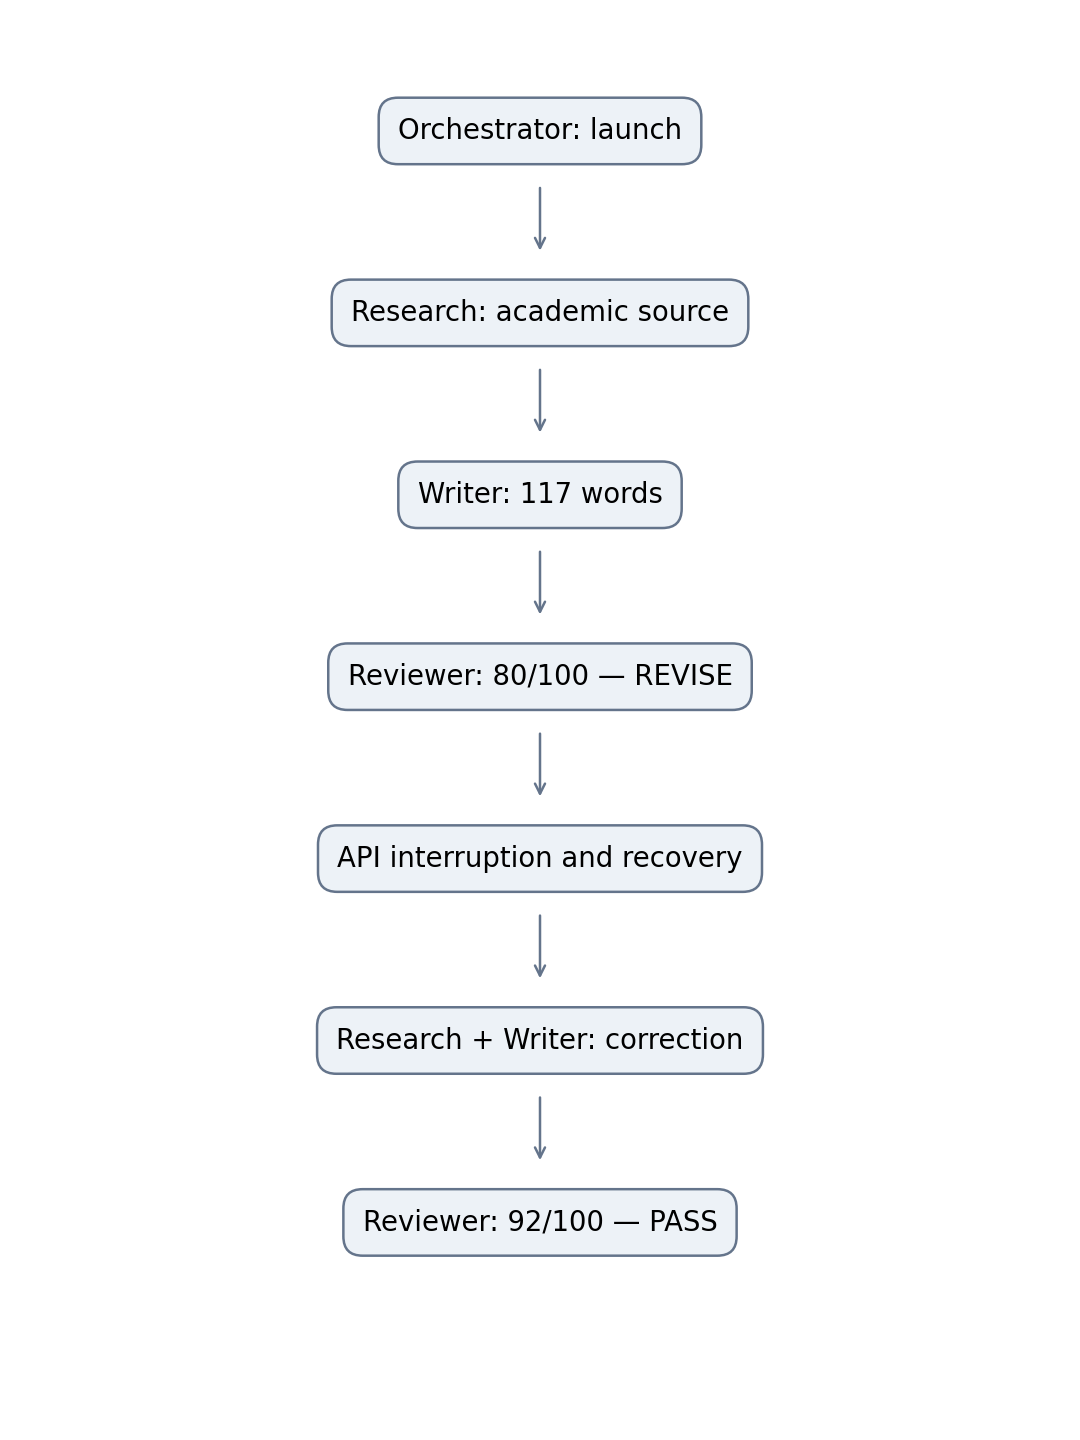 Orchestrator: launch
Research: academic source
Writer: 117 words
Reviewer: 80/100 — REVISE
API interruption and recovery
Research + Writer: correction
Reviewer: 92/100 — PASS